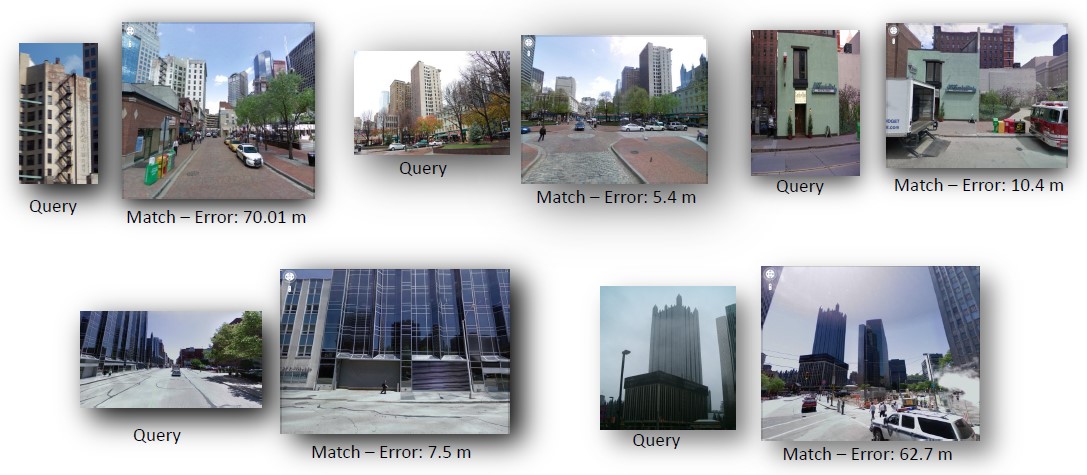 Query
Match – Error: 70.01 m
Query
Match – Error: 5.4 m
Query
Match – Error: 10.4 m
Query
Match – Error: 7.5 m
Query
Match – Error: 62.7 m